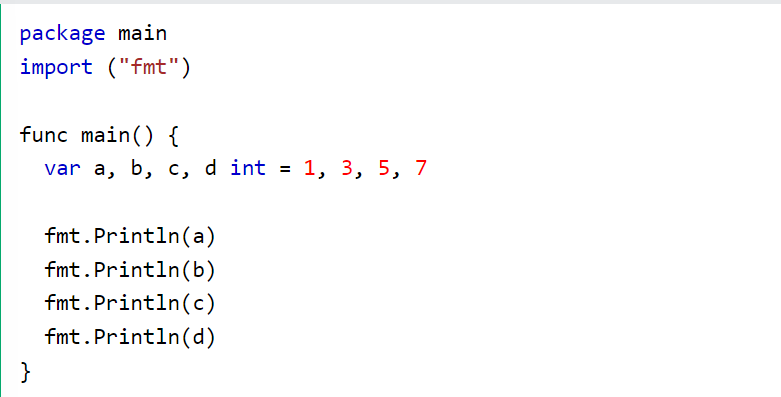 package main
import ("fmt")

func main() {
  var a, b, c, d int = 1, 3, 5, 7

  fmt.Println(a)
  fmt.Println(b)
  fmt.Println(c)
  fmt.Println(d)
}